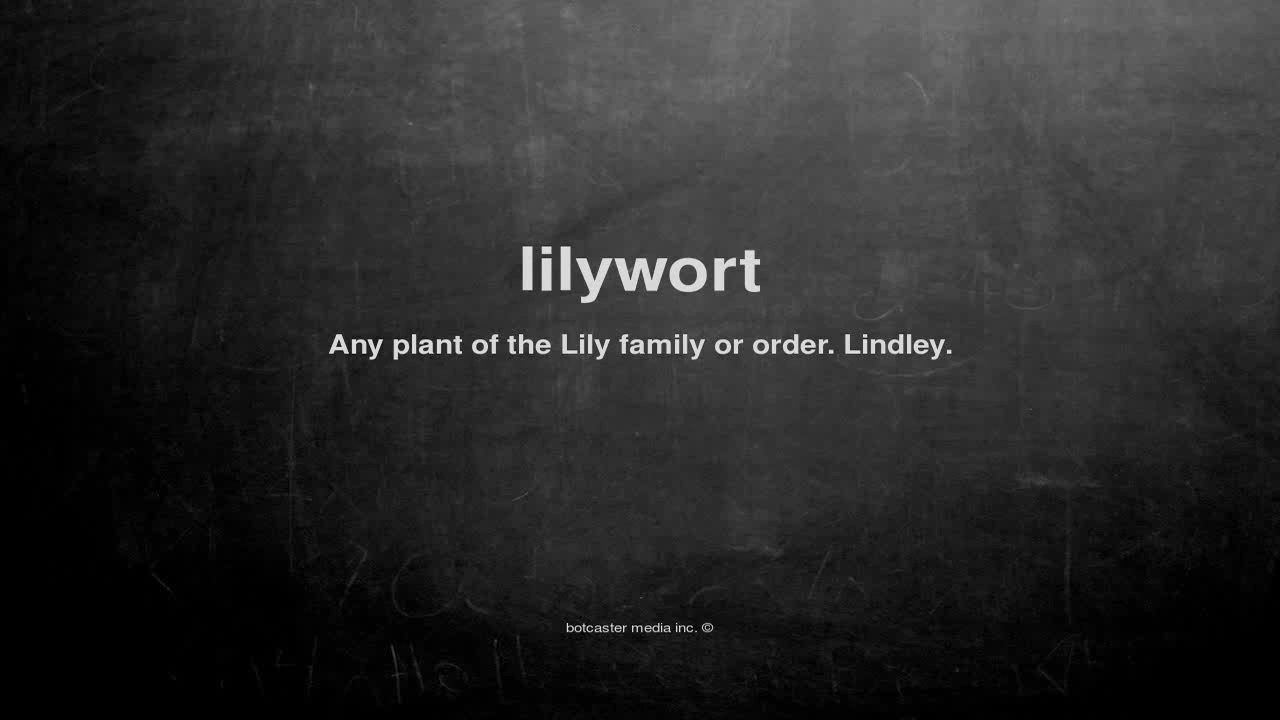 lilywort
Any plant of the Lily family or order. Lindley.
botcaster media inc. ©